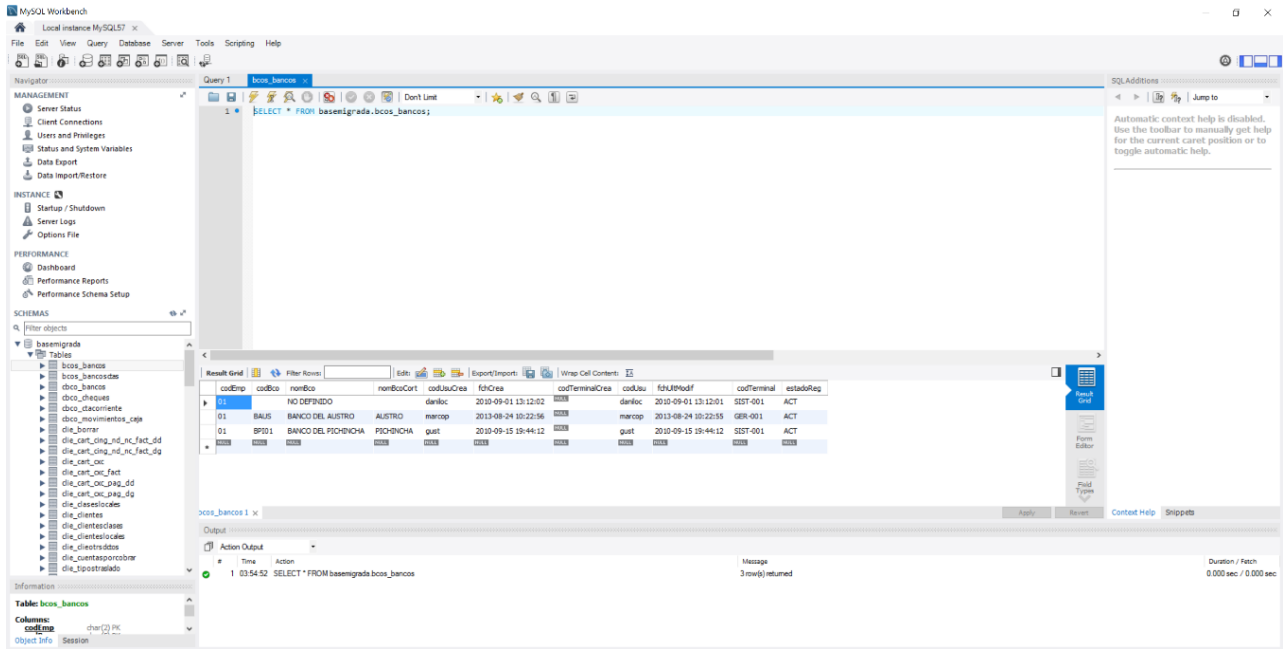 MySQL Workbench
Local instance MySQL57 ×
File Edit View Query Database Server Tools Scripting Help
Navigator
MANAGEMENT
Server Status
Client Connections
Users and Privileges
Status and System Variables
Data Export
Data Import/Restore
INSTANCE
Startup / Shutdown
Server Logs
Options File
PERFORMANCE
Dashboard
Performance Reports
Performance Schema Setup
SCHEMAS
Filter objects
basemigrada
Tables
bcos_bancos
bcos_bancosdas
cbco_bancos
cbco_cheques
cbco_ctacorriente
cbco_movimientos_caja
clie_borrar
clie_cart_cing_nd_nc_fact_dd
clie_cart_cing_nd_nc_fact_dg
clie_cart_cxc
clie_cart_cxc_fact
clie_cart_cxc_pag_dd
clie_cart_cxc_pag_dg
clie_claseslocales
clie_clientes
clie_clientesclases
clie_clienteslocales
clie_clieotrsddtos
clie_cuentasporcobrar
clie_tipostraslado
Information
Table: bcos_bancos
Columns:
codEmp char(2) PK
Object Info Session
Query 1 bcos_bancos ×
Don't Limit
1 SELECT * FROM basemigrada.bcos_bancos;
Result Grid Filter Rows: Edit: Export/Import: Wrap Cell Content:
codEmp codBco nomBco nomBcoCort codUsuCrea fchCrea codTerminalCrea codUsu fchUltModif codTerminal estadoReg
01 NO DEFINIDO daniloc 2010-09-01 13:12:02 NULL daniloc 2010-09-01 13:12:01 SIST-001 ACT
01 BAUS BANCO DEL AUSTRO AUSTRO marcop 2013-08-24 10:22:56 NULL marcop 2013-08-24 10:22:55 GER-001 ACT
01 BPI01 BANCO DEL PICHINCHA PICHINCHA gust 2010-09-15 19:44:12 NULL gust 2010-09-15 19:44:12 SIST-001 ACT
NULL NULL NULL NULL NULL NULL NULL NULL NULL NULL NULL
Result Grid
Form Editor
Field Types
bcos_bancos 1 × Apply Revert
Output
Action Output
# Time Action Message Duration / Fetch
1 03:54:52 SELECT * FROM basemigrada.bcos_bancos 3 row(s) returned 0.000 sec / 0.000 sec
SQL Additions
Jump to
Automatic context help is disabled.
Use the toolbar to manually get help
for the current caret position or to
toggle automatic help.
Context Help Snippets